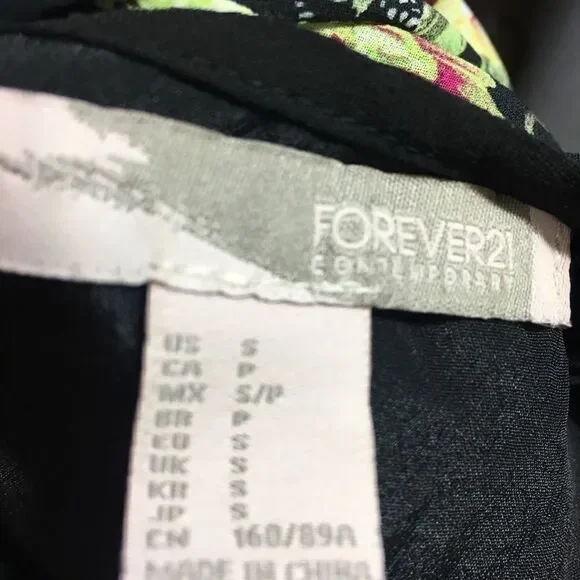 FOREVER21
CONTEMPORARY
US S
CA P
MX S/P
BR P
EU S
UK S
KR S
JP S
CN 160/89A
MADE IN CHINA